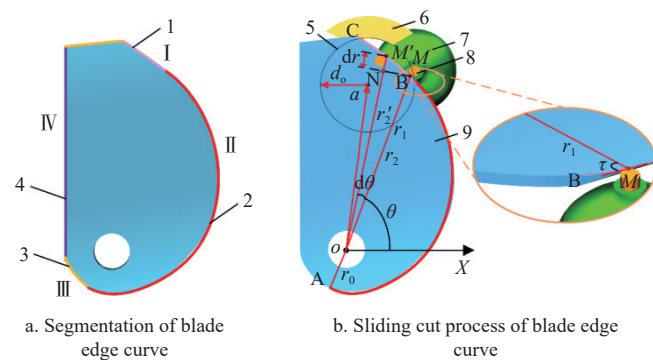 1
I
IV
II
4
2
3
III
a. Segmentation of blade
edge curve
5
6
C
7
M′
M
8
dr
N
B
dₒ
a
r₂′
r₁
r₂
9
dθ
θ
o
X
A
r₀
r₁
τ
B
M
b. Sliding cut process of blade edge
curve